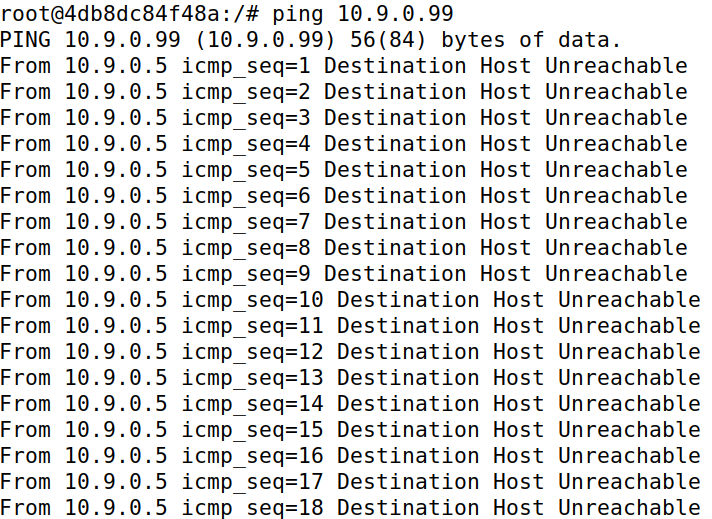 root@4db8dc84f48a:/# ping 10.9.0.99
PING 10.9.0.99 (10.9.0.99) 56(84) bytes of data.
From 10.9.0.5 icmp_seq=1 Destination Host Unreachable
From 10.9.0.5 icmp_seq=2 Destination Host Unreachable
From 10.9.0.5 icmp_seq=3 Destination Host Unreachable
From 10.9.0.5 icmp_seq=4 Destination Host Unreachable
From 10.9.0.5 icmp_seq=5 Destination Host Unreachable
From 10.9.0.5 icmp_seq=6 Destination Host Unreachable
From 10.9.0.5 icmp_seq=7 Destination Host Unreachable
From 10.9.0.5 icmp_seq=8 Destination Host Unreachable
From 10.9.0.5 icmp_seq=9 Destination Host Unreachable
From 10.9.0.5 icmp_seq=10 Destination Host Unreachable
From 10.9.0.5 icmp_seq=11 Destination Host Unreachable
From 10.9.0.5 icmp_seq=12 Destination Host Unreachable
From 10.9.0.5 icmp_seq=13 Destination Host Unreachable
From 10.9.0.5 icmp_seq=14 Destination Host Unreachable
From 10.9.0.5 icmp_seq=15 Destination Host Unreachable
From 10.9.0.5 icmp_seq=16 Destination Host Unreachable
From 10.9.0.5 icmp_seq=17 Destination Host Unreachable
From 10.9.0.5 icmp_seq=18 Destination Host Unreachable